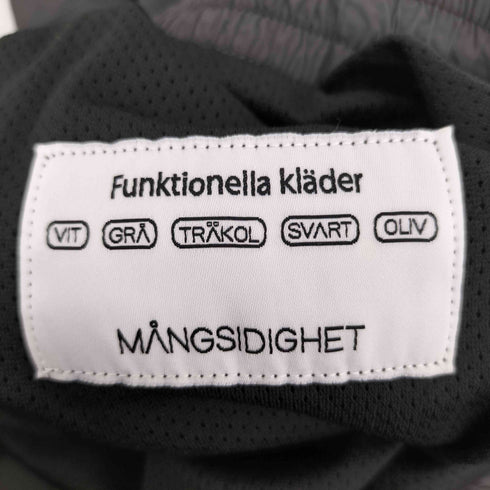 Funktionella kläder
VIT GRÅ TRÄKOL SVART OLIV
MÅNGSIDIGHET